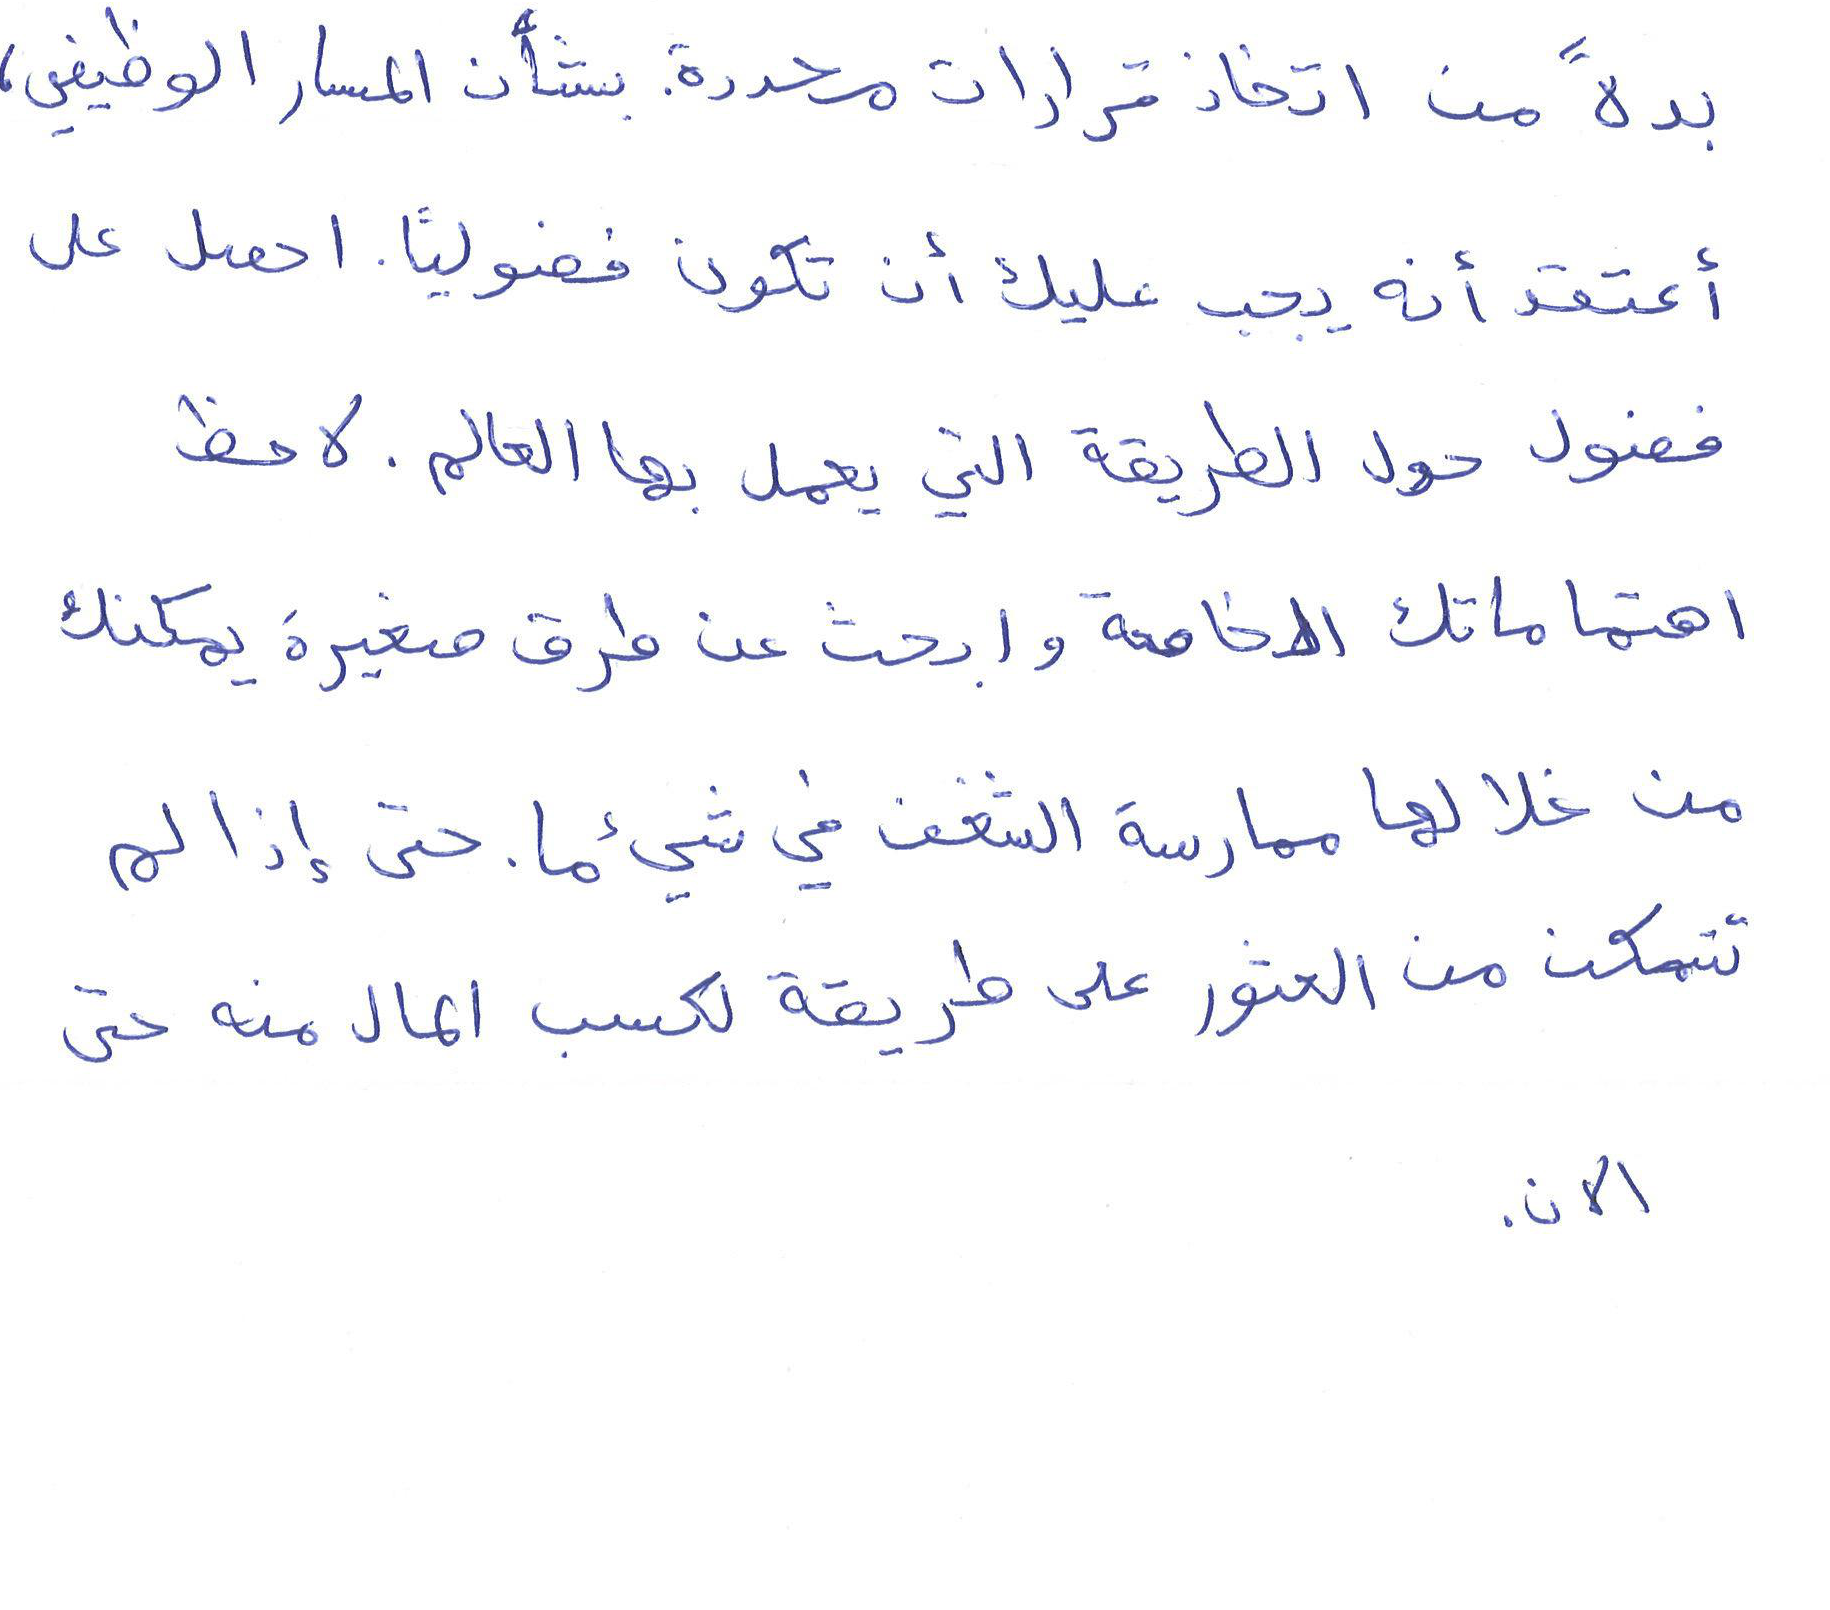 بدلاً من اتخاذ قرارات محددة. بشأن المسار الوظيفي،
أعتقد أنه يجب عليك أن تكون فضوليًا. احصل على
فضول حول الطريقة التي يعمل بها العالم. لاحظ
اهتماماتك الخاصة وابحث عن طرق صغيرة يمكنك
من خلالها ممارسة الشغف في شيء ما. حتى إذا لم
تتمكن من العثور على طريقة لكسب المال منه حتى
الان.